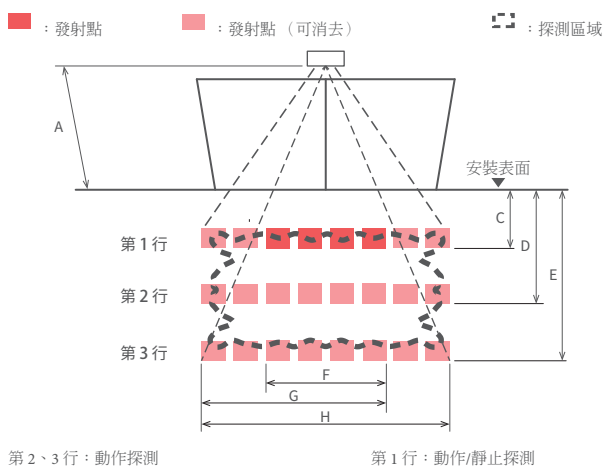 ：發射點 ：發射點（可消去） ：探測區域
A
安裝表面
C
D
E
第 1 行
第 2 行
第 3 行
F
G
H
第 2、3 行：動作探測 第 1 行：動作/靜止探測